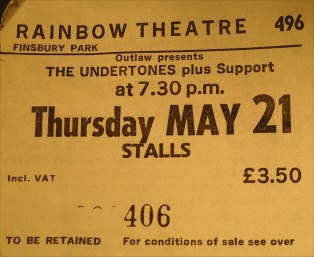 RAINBOW THEATRE 496
FINSBURY PARK
Outlaw presents
THE UNDERTONES plus Support
at 7.30 p.m.
Thursday MAY 21
STALLS
Incl. VAT £3.50
406
TO BE RETAINED For conditions of sale see over